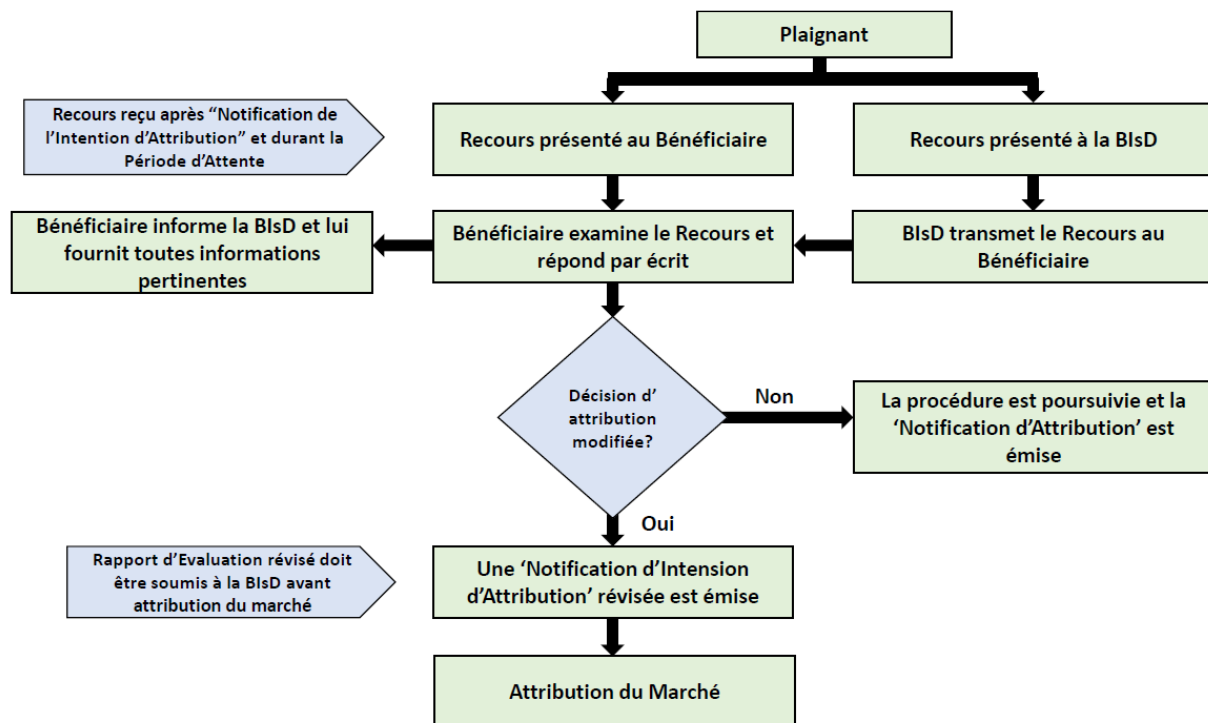 Plaignant
Recours reçu après “Notification de
l’Intention d’Attribution” et durant la
Période d’Attente
Recours présenté au Bénéficiaire
Recours présenté à la BIsD
Bénéficiaire informe la BIsD et lui
fournit toutes informations
pertinentes
Bénéficiaire examine le Recours et
répond par écrit
BIsD transmet le Recours au
Bénéficiaire
Décision d’
attribution
modifiée?
Non
La procédure est poursuivie et la
‘Notification d’Attribution’ est
émise
Oui
Rapport d’Evaluation révisé doit
être soumis à la BIsD avant
attribution du marché
Une ‘Notification d’Intension
d’Attribution’ révisée est émise
Attribution du Marché